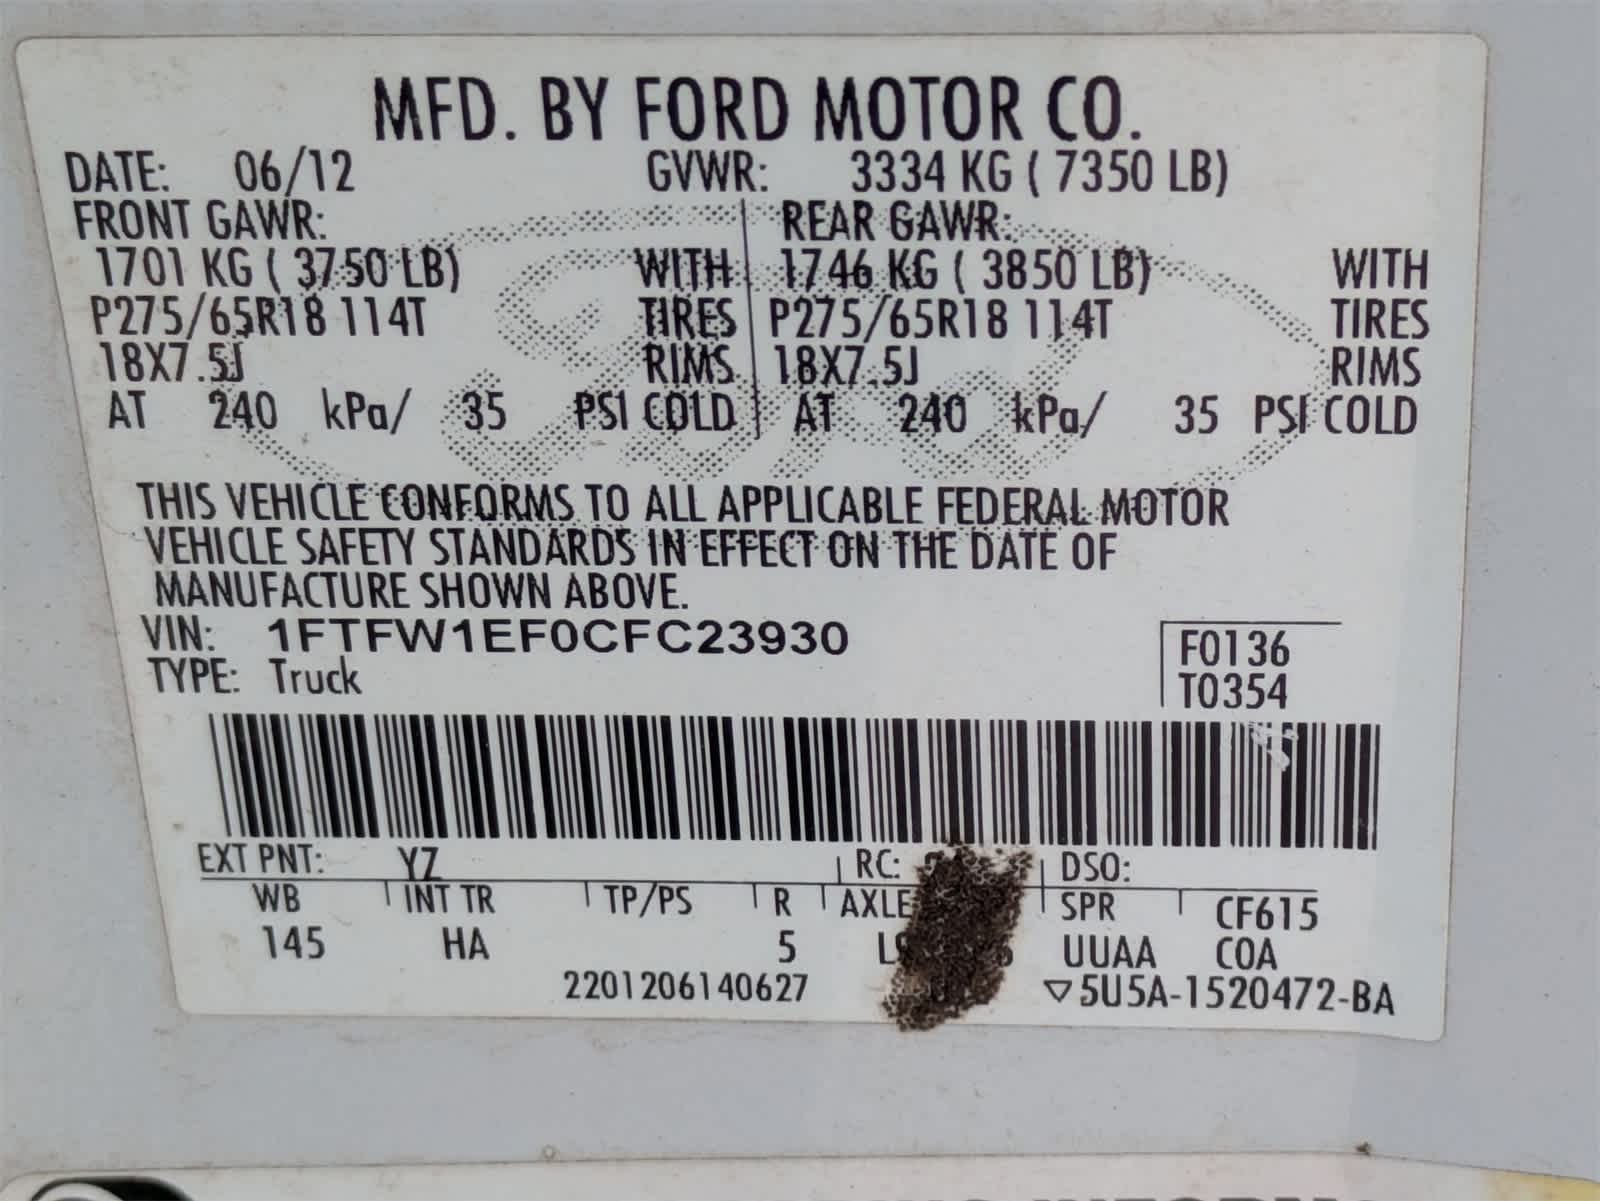 MFD. BY FORD MOTOR CO.
DATE: 06/12 GVWR: 3334 KG ( 7350 LB)
FRONT GAWR: REAR GAWR:
1701 KG ( 3750 LB) WITH 1746 KG ( 3850 LB) WITH
P275/65R18 114T TIRES P275/65R18 114T TIRES
18X7.5J RIMS 18X7.5J RIMS
AT 240 kPa/ 35 PSI COLD AT 240 kPa/ 35 PSI COLD
THIS VEHICLE CONFORMS TO ALL APPLICABLE FEDERAL MOTOR
VEHICLE SAFETY STANDARDS IN EFFECT ON THE DATE OF
MANUFACTURE SHOWN ABOVE.
VIN: 1FTFW1EF0CFC23930 F0136
TYPE: Truck T0354
EXT PNT: YZ RC: DSO:
WB INT TR TP/PS R AXLE SPR CF615
145 HA 5 UUAA COA
2201206140627 ▽5U5A-1520472-BA